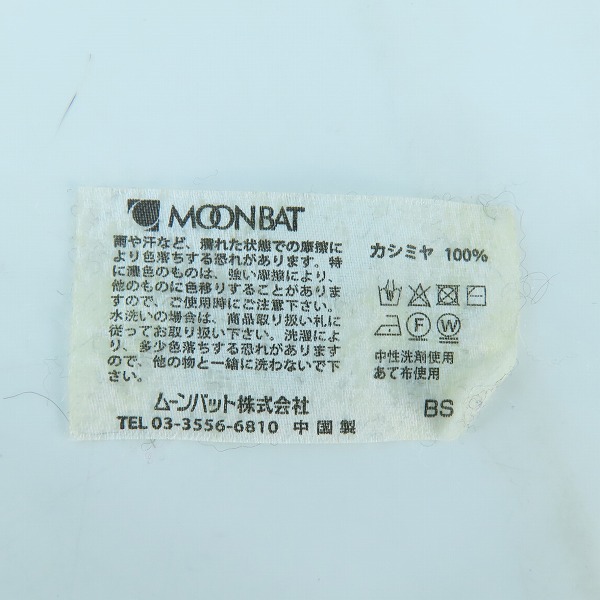 MOONBAT
雨や汗など、濡れた状態での摩擦に
より色落ちする恐れがあります。特
に濃色のものは、強い摩擦により、
他のものに色移りすることがありま
すので、ご使用時にご注意下さい。
水洗いの場合は、商品取り扱い札に
従ってお取り扱い下さい。洗濯によ
り、多少色落ちする恐れがあります
ので、他の物と一緒に洗わないで下
さい。
ムーンバット株式会社
TEL 03-3556-6810 中国製
カシミヤ 100%
F W
中性洗剤使用
あて布使用
BS